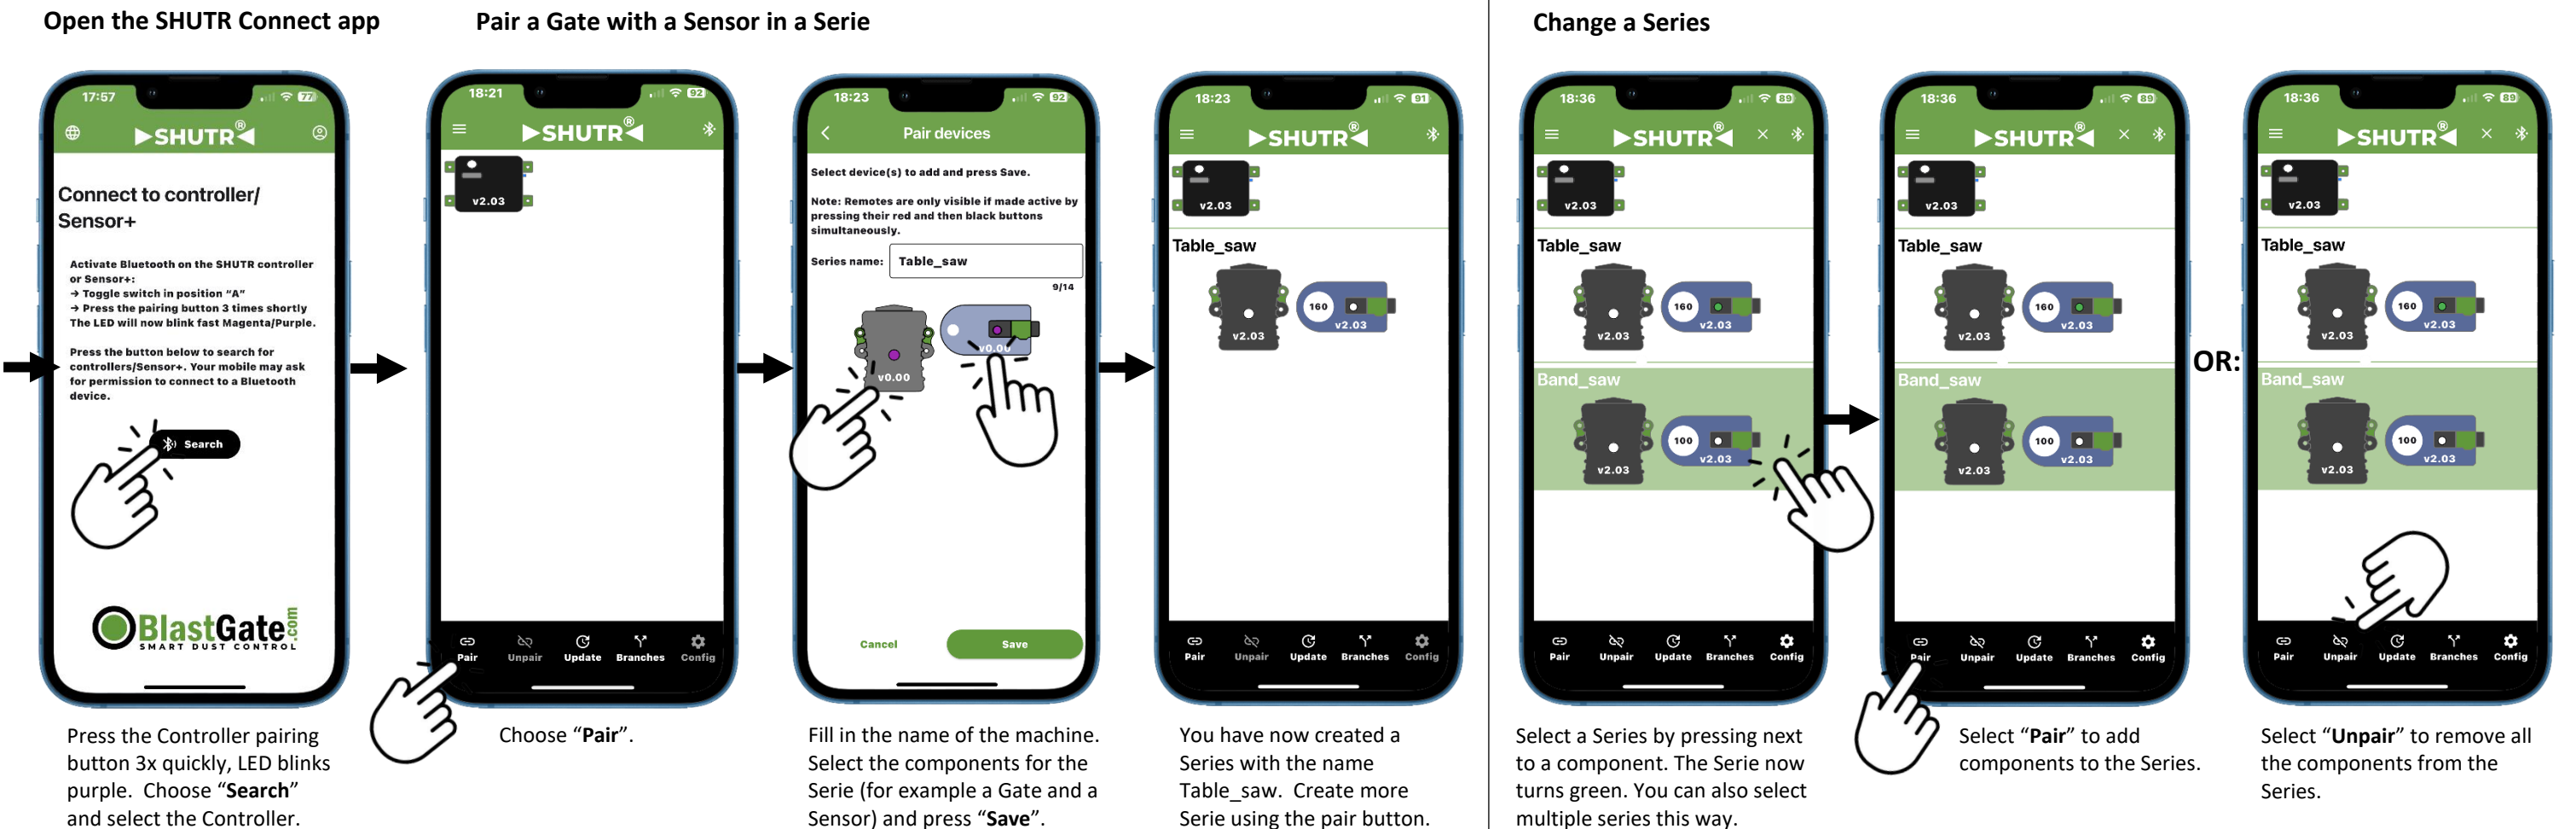 Open the SHUTR Connect app
Pair a Gate with a Sensor in a Serie
Change a Series
17:57
77
SHUTR®
Connect to controller/
Sensor+
Activate Bluetooth on the SHUTR controller
or Sensor+:
→ Toggle switch in position “A”
→ Press the pairing button 3 times shortly
The LED will now blink fast Magenta/Purple.
Press the button below to search for
controllers/Sensor+. Your mobile may ask
for permission to connect to a Bluetooth
device.
Search
BlastGate.com
SMART DUST CONTROL
Press the Controller pairing
button 3x quickly, LED blinks
purple. Choose “Search”
and select the Controller.
18:21
92
SHUTR®
v2.03
Pair
Unpair
Update
Branches
Config
Choose “Pair”.
18:23
92
Pair devices
Select device(s) to add and press Save.
Note: Remotes are only visible if made active by
pressing their red and then black buttons
simultaneously.
Series name:
Table_saw
9/14
v0.00
v0.00
Cancel
Save
Fill in the name of the machine.
Select the components for the
Serie (for example a Gate and a
Sensor) and press “Save”.
18:23
91
SHUTR®
v2.03
Table_saw
v2.03
160
v2.03
Pair
Unpair
Update
Branches
Config
You have now created a
Series with the name
Table_saw. Create more
Serie using the pair button.
18:36
89
SHUTR®
v2.03
Table_saw
v2.03
160
v2.03
Band_saw
v2.03
100
v2.03
Pair
Unpair
Update
Branches
Config
Select a Series by pressing next
to a component. The Serie now
turns green. You can also select
multiple series this way.
18:36
89
SHUTR®
v2.03
Table_saw
v2.03
160
v2.03
Band_saw
v2.03
100
v2.03
Pair
Unpair
Update
Branches
Config
Select “Pair” to add
components to the Series.
OR:
18:36
89
SHUTR®
v2.03
Table_saw
v2.03
160
v2.03
Band_saw
v2.03
100
v2.03
Pair
Unpair
Update
Branches
Config
Select “Unpair” to remove all
the components from the
Series.